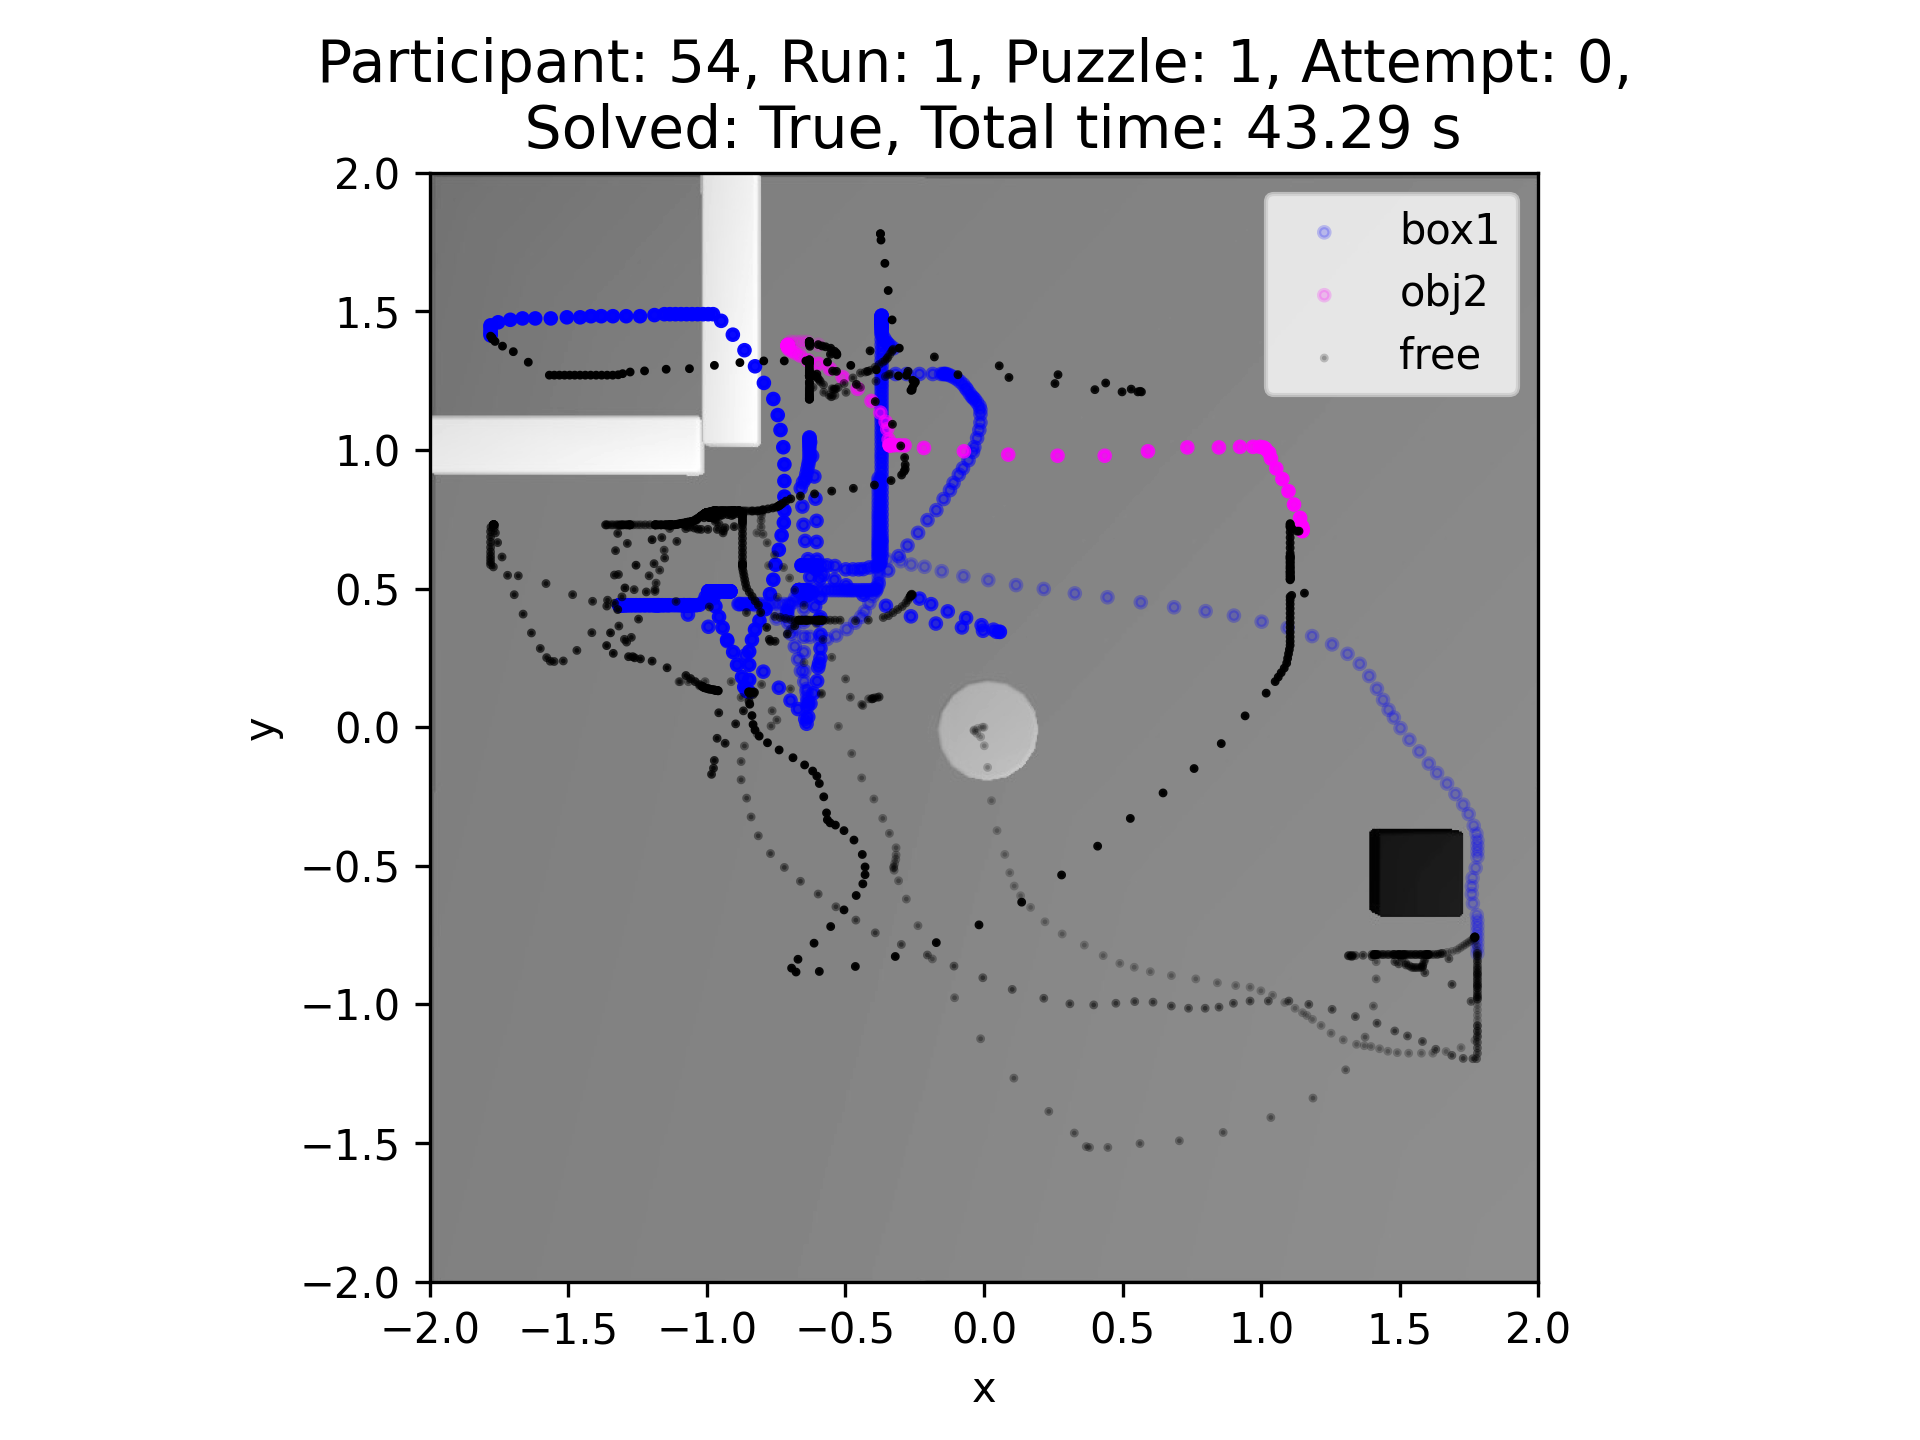 Participant: 54, Run: 1, Puzzle: 1, Attempt: 0,
Solved: True, Total time: 43.29 s
box1
obj2
free
2.0
1.5
1.0
0.5
0.0
−0.5
−1.0
−1.5
−2.0
y
−2.0 −1.5 −1.0 −0.5 0.0 0.5 1.0 1.5 2.0
x